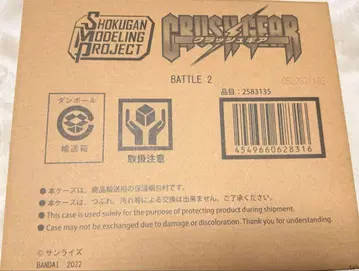 SHOKUGAN
MODELING
PROJECT
CRUSH GEAR
クラッシュギア
BATTLE 2
品目：2583135
ダンボール
輸送箱
取扱注意
4549660628316
●本ケースは、商品輸送箱の保護梱包材です。
●本ケースは、つぶれ、汚れ等による交換は出来ません。ご了承ください。
●This case is used solely for the purpose of protecting product during shipment.
●Case may not be exchanged due to damage or discoloration. Thank you for understanding.
©サンライズ
BANDAI 2022